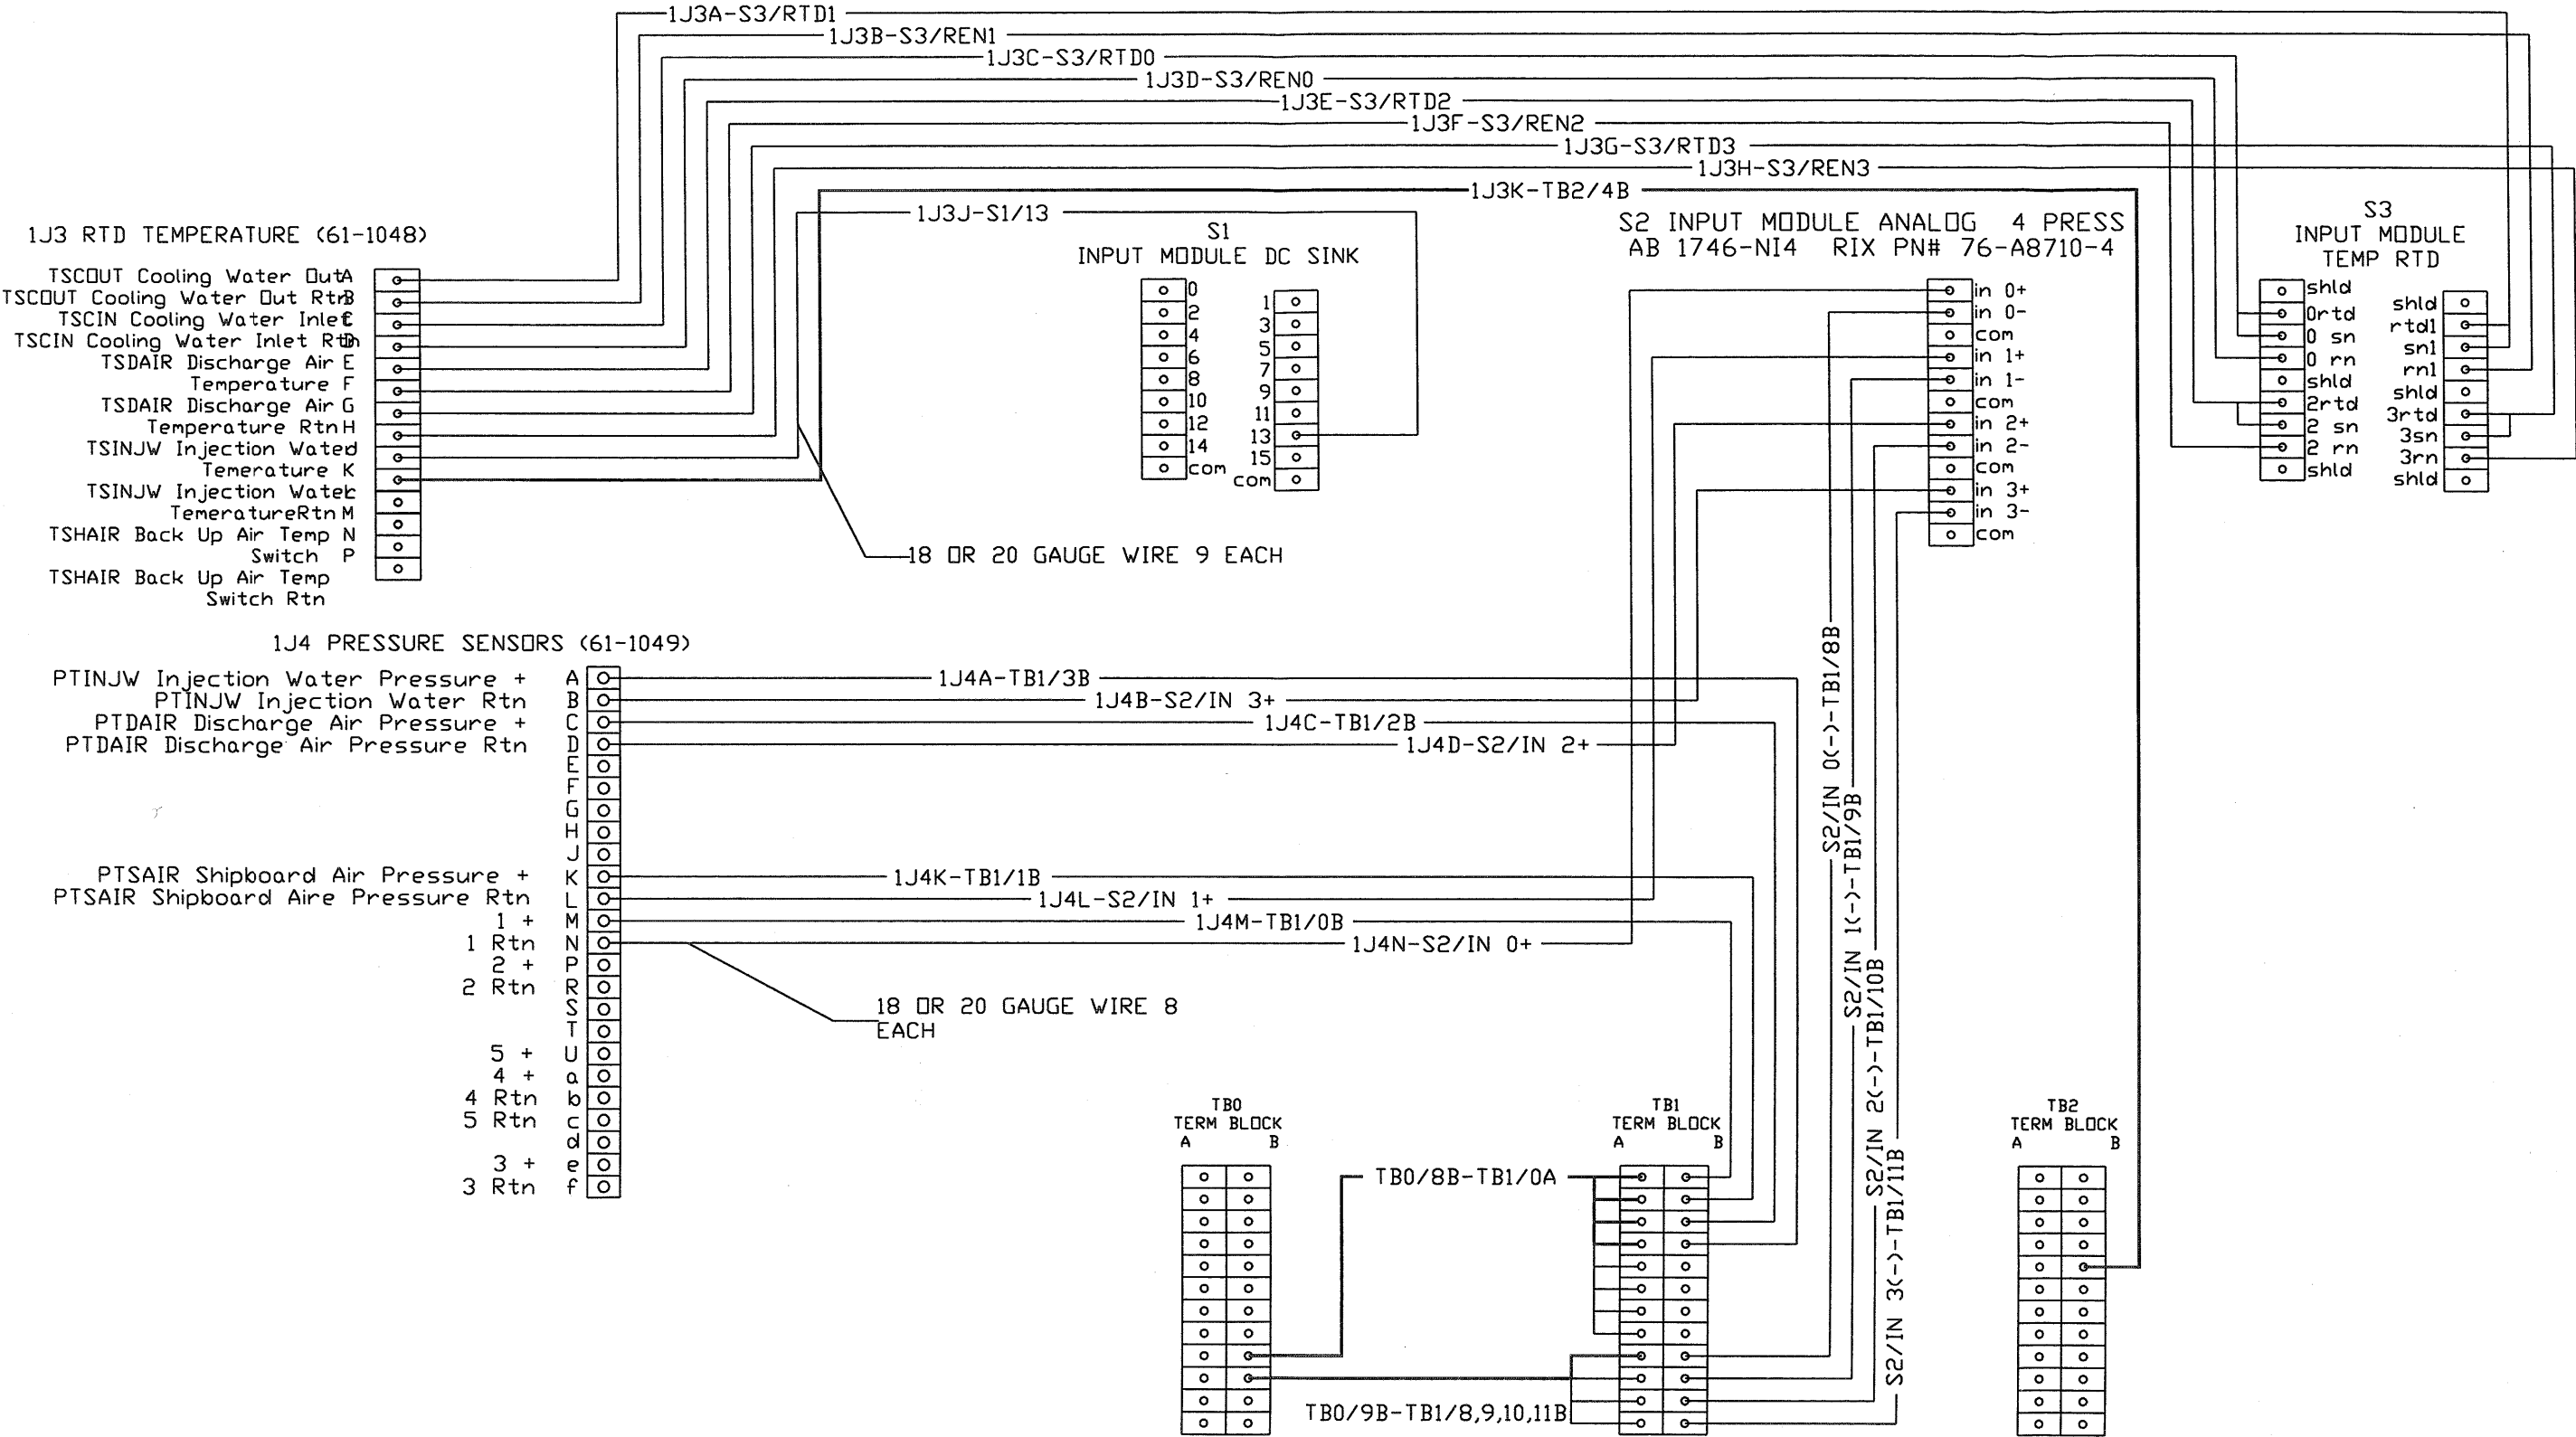 1J3A-S3/RTD1
1J3B-S3/REN1
1J3C-S3/RTD0
1J3D-S3/REN0
1J3E-S3/RTD2
1J3F-S3/REN2
1J3G-S3/RTD3
1J3H-S3/REN3
1J3K-TB2/4B
1J3J-S1/13
1J3 RTD TEMPERATURE (61-1048)
TSCOUT Cooling Water Out A
TSCOUT Cooling Water Out Rtn B
TSCIN Cooling Water Inlet C
TSCIN Cooling Water Inlet Rtn D
TSDAIR Discharge Air E
Temperature F
TSDAIR Discharge Air G
Temperature Rtn H
TSINJW Injection Water J
Temerature K
TSINJW Injection Water L
TemeratureRtn M
TSHAIR Back Up Air Temp N
Switch P
TSHAIR Back Up Air Temp
Switch Rtn
S1
INPUT MODULE DC SINK
0
2
4
6
8
10
12
14
com
1
3
5
7
9
11
13
15
com
S2 INPUT MODULE ANALOG 4 PRESS
AB 1746-NI4 RIX PN# 76-A8710-4
in 0+
in 0-
com
in 1+
in 1-
com
in 2+
in 2-
com
in 3+
in 3-
com
S3
INPUT MODULE
TEMP RTD
shld
0rtd
0 sn
0 rn
shld
2rtd
2 sn
2 rn
shld
shld
rtd1
sn1
rn1
shld
3rtd
3sn
3rn
shld
18 OR 20 GAUGE WIRE 9 EACH
1J4 PRESSURE SENSORS (61-1049)
PTINJW Injection Water Pressure + A
PTINJW Injection Water Rtn B
PTDAIR Discharge Air Pressure + C
PTDAIR Discharge Air Pressure Rtn D
E
F
G
H
J
PTSAIR Shipboard Air Pressure + K
PTSAIR Shipboard Aire Pressure Rtn L
1 + M
1 Rtn N
2 + P
2 Rtn R
S
T
5 + U
4 + a
4 Rtn b
5 Rtn c
d
3 + e
3 Rtn f
1J4A-TB1/3B
1J4B-S2/IN 3+
1J4C-TB1/2B
1J4D-S2/IN 2+
1J4K-TB1/1B
1J4L-S2/IN 1+
1J4M-TB1/0B
1J4N-S2/IN 0+
18 OR 20 GAUGE WIRE 8
EACH
S2/IN 0(-)-TB1/8B
S2/IN 1(-)-TB1/9B
S2/IN 2(-)-TB1/10B
S2/IN 3(-)-TB1/11B
TB0
TERM BLOCK
A B
TB1
TERM BLOCK
A B
TB2
TERM BLOCK
A B
TB0/8B-TB1/0A
TB0/9B-TB1/8,9,10,11B